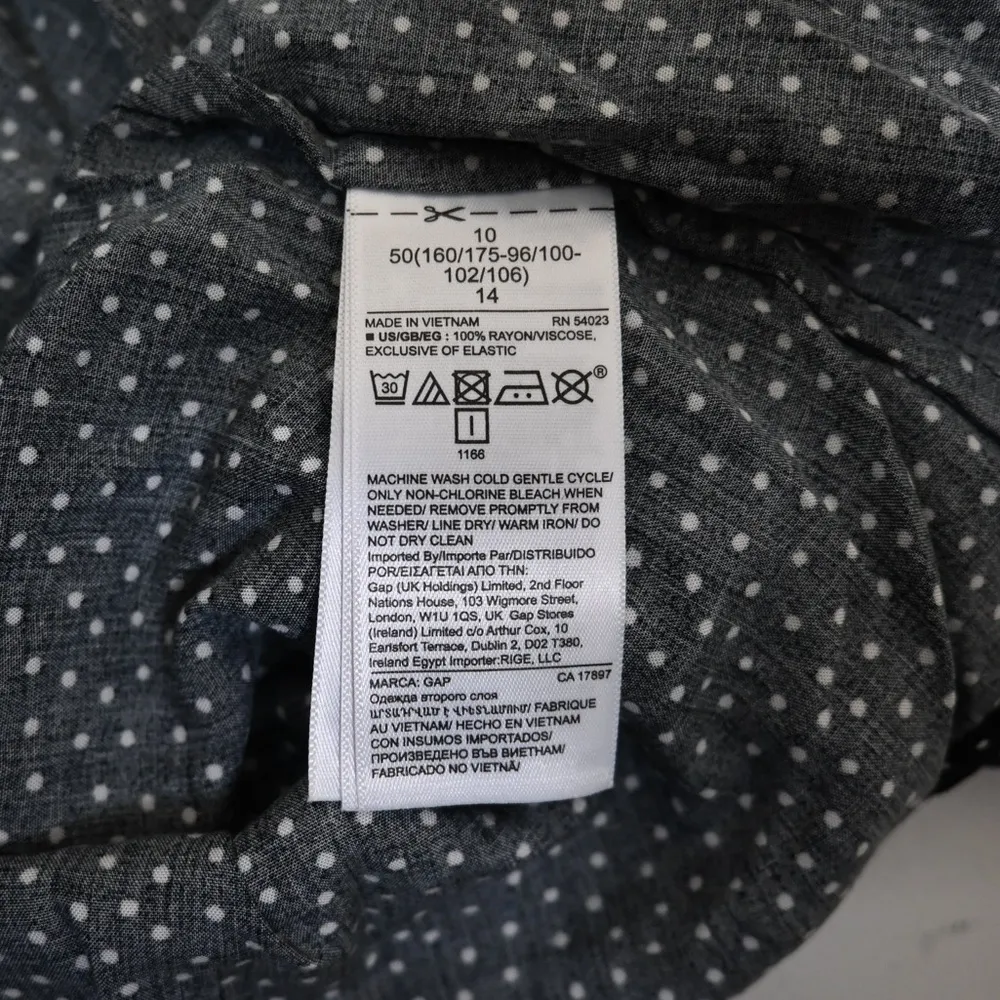 10
50(160/175-96/100-
102/106)
14
MADE IN VIETNAM RN 54023
■ US/GB/EG : 100% RAYON/VISCOSE,
EXCLUSIVE OF ELASTIC
30 ®
1166
MACHINE WASH COLD GENTLE CYCLE/
ONLY NON-CHLORINE BLEACH WHEN
NEEDED/ REMOVE PROMPTLY FROM
WASHER/ LINE DRY/ WARM IRON/ DO
NOT DRY CLEAN
Imported By/Importe Par/DISTRIBUIDO
POR/ΕΙΣΑΓΕΤΑΙ ΑΠΟ ΤΗΝ:
Gap (UK Holdings) Limited, 2nd Floor
Nations House, 103 Wigmore Street,
London, W1U 1QS, UK Gap Stores
(Ireland) Limited c/o Arthur Cox, 10
Earlsfort Terrace, Dublin 2, D02 T380,
Ireland Egypt Importer:RIGE, LLC
MARCA: GAP CA 17897
Одежда второго слоя
ԱՐՏԱԴՎԱԾ Է ՎԻԵՏՆԱՄՈՒՄ/ FABRIQUE
AU VIETNAM/ HECHO EN VIETNAM
CON INSUMOS IMPORTADOS/
ПРОИЗВЕДЕНО ВЪВ ВИЕТНАМ/
FABRICADO NO VIETNÃ/